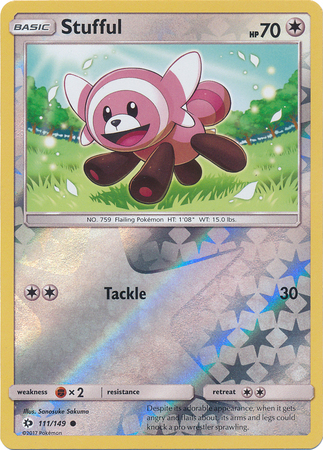 BASIC Stufful HP 70
NO. 759 Flailing Pokémon HT: 1'08" WT: 15.0 lbs.
Tackle 30
weakness × 2 resistance retreat
Illus. Sanosuke Sakuma
111/149
©2017 Pokémon
Despite its adorable appearance, when it gets
angry and flails about, its arms and legs could
knock a pro wrestler sprawling.